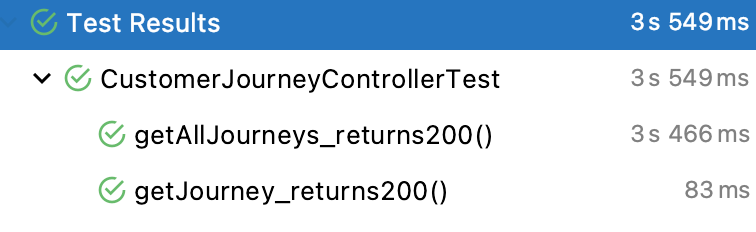 Test Results 3 s 549 ms
CustomerJourneyControllerTest 3 s 549 ms
getAllJourneys_returns200() 3 s 466 ms
getJourney_returns200() 83 ms